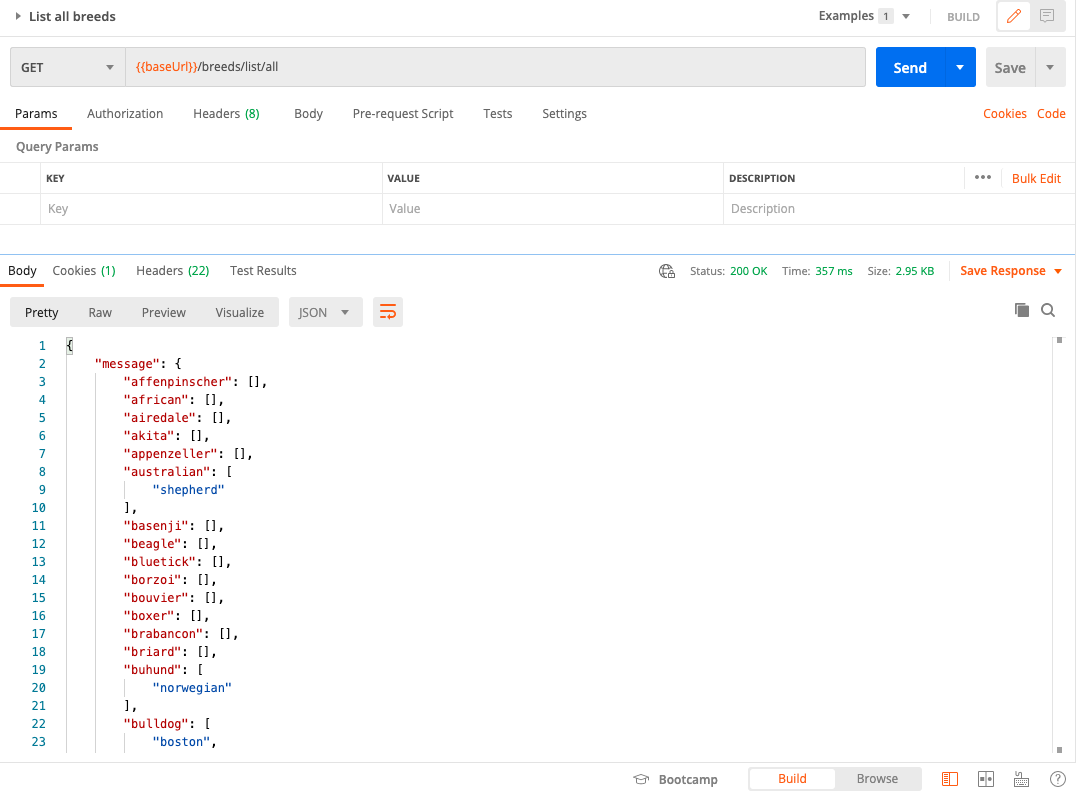 List all breeds Examples 1 BUILD
GET {{baseUrl}}/breeds/list/all Send Save
Params Authorization Headers (8) Body Pre-request Script Tests Settings Cookies Code
Query Params
KEY VALUE DESCRIPTION ••• Bulk Edit
Key Value Description
Body Cookies (1) Headers (22) Test Results Status: 200 OK Time: 357 ms Size: 2.95 KB Save Response
Pretty Raw Preview Visualize JSON
1 {
2 "message": {
3 "affenpinscher": [],
4 "african": [],
5 "airedale": [],
6 "akita": [],
7 "appenzeller": [],
8 "australian": [
9 "shepherd"
10 ],
11 "basenji": [],
12 "beagle": [],
13 "bluetick": [],
14 "borzoi": [],
15 "bouvier": [],
16 "boxer": [],
17 "brabancon": [],
18 "briard": [],
19 "buhund": [
20 "norwegian"
21 ],
22 "bulldog": [
23 "boston",
Bootcamp Build Browse ?